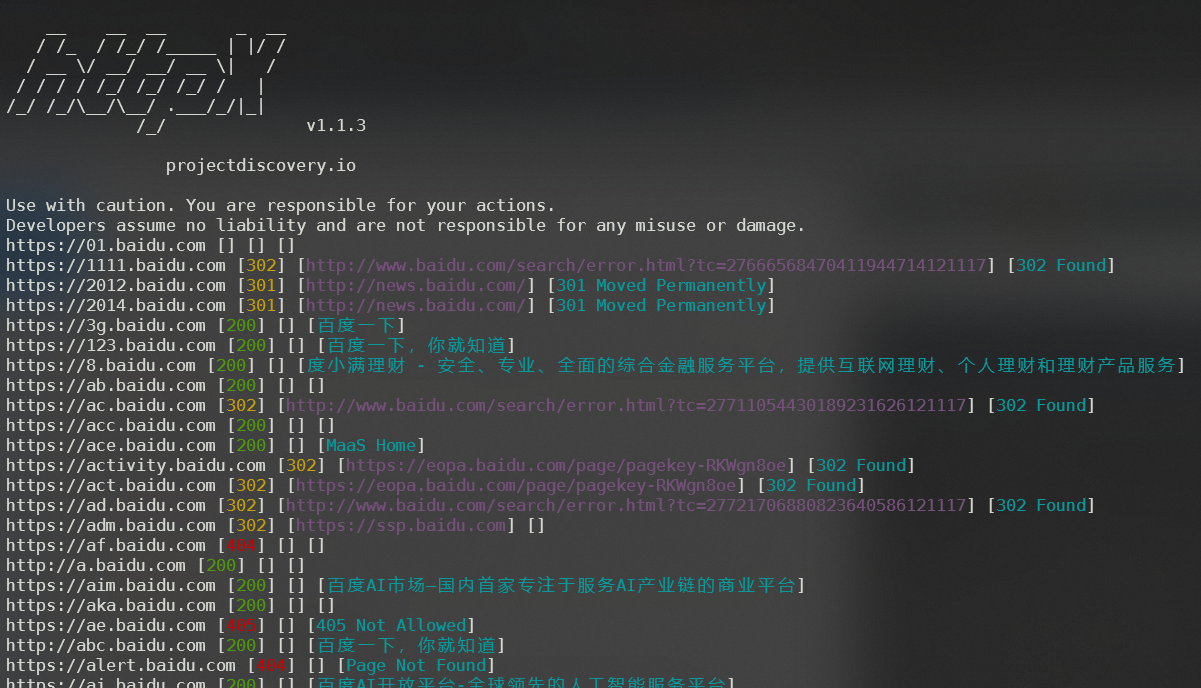 __    __  __       _  __
   / /_  / /_/ /_____ | |/ /
  / __ \/ __/ __/ __ \|   /
 / / / / /_/ /_/ /_/ /   |
/_/ /_/\__/\__/ .___/_/|_|
             /_/              v1.1.3
projectdiscovery.io
Use with caution. You are responsible for your actions.
Developers assume no liability and are not responsible for any misuse or damage.
https://01.baidu.com [] [] []
https://1111.baidu.com [302] [http://www.baidu.com/search/error.html?tc=27666568470411944714121117] [302 Found]
https://2012.baidu.com [301] [http://news.baidu.com/] [301 Moved Permanently]
https://2014.baidu.com [301] [http://news.baidu.com/] [301 Moved Permanently]
https://3g.baidu.com [200] [] [百度一下]
https://123.baidu.com [200] [] [百度一下，你就知道]
https://8.baidu.com [200] [] [度小满理财 - 安全、专业、全面的综合金融服务平台，提供互联网理财、个人理财和理财产品服务]
https://ab.baidu.com [200] [] []
https://ac.baidu.com [302] [http://www.baidu.com/search/error.html?tc=27711054430189231626121117] [302 Found]
https://acc.baidu.com [200] [] []
https://ace.baidu.com [200] [] [MaaS Home]
https://activity.baidu.com [302] [https://eopa.baidu.com/page/pagekey-RKWgn8oe] [302 Found]
https://act.baidu.com [302] [https://eopa.baidu.com/page/pagekey-RKWgn8oe] [302 Found]
https://ad.baidu.com [302] [http://www.baidu.com/search/error.html?tc=27721706880823640586121117] [302 Found]
https://adm.baidu.com [302] [https://ssp.baidu.com] []
https://af.baidu.com [404] [] []
http://a.baidu.com [200] [] []
https://aim.baidu.com [200] [] [百度AI市场—国内首家专注于服务AI产业链的商业平台]
https://aka.baidu.com [200] [] []
https://ae.baidu.com [405] [] [405 Not Allowed]
http://abc.baidu.com [200] [] [百度一下，你就知道]
https://alert.baidu.com [404] [] [Page Not Found]
https://ai.baidu.com [200] [] [百度AI开放平台-全球领先的人工智能服务平台]